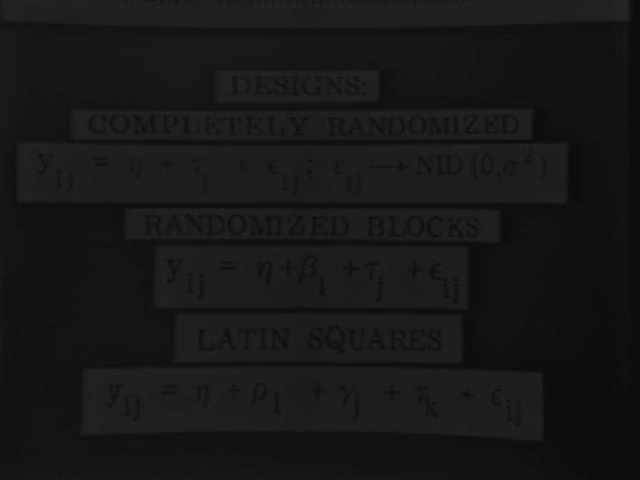 DESIGNS:
COMPLETELY RANDOMIZED
y_ij = η + τ_j + ϵ_ij ; ϵ_ij → NID (0,σ²)
RANDOMIZED BLOCKS
y_ij = η + β_i + τ_j + ϵ_ij
LATIN SQUARES
y_ij = η + ρ_i + γ_j + τ_k + ϵ_ij